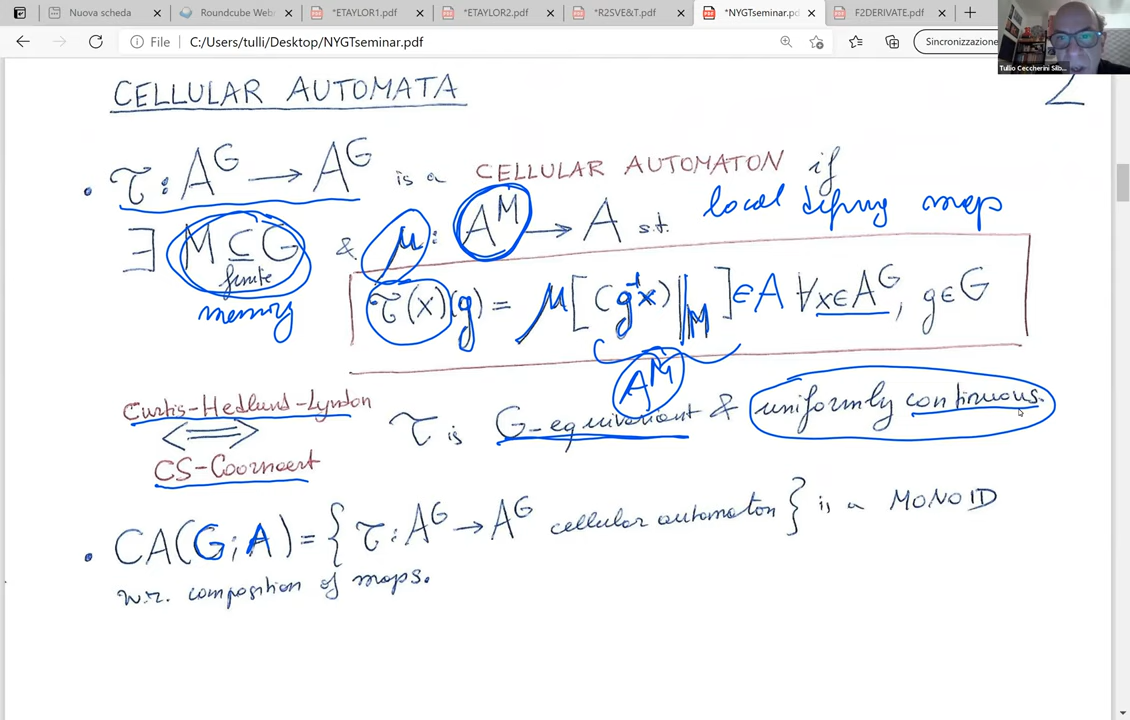 Nuova scheda
Roundcube Web
*ETAYLOR1.pdf
*ETAYLOR2.pdf
*R2SVE&T.pdf
*NYGTseminar.pd
F2DERIVATE.pdf
File C:/Users/tulli/Desktop/NYGTseminar.pdf
Sincronizzazione
Tullio Ceccherini Silb...
CELLULAR AUTOMATA
2
• τ: A^G → A^G is a CELLULAR AUTOMATON if
∃ M ⊆ G & μ: A^M → A s.t. local defining map
finite
memory
τ(x)(g) = μ[(g⁻¹x)|_M] ∈ A ∀x∈A^G, g∈G
A^M
Curtis-Hedlund-Lyndon
⟺ τ is G-equivariant & uniformly continuous.
CS-Coornaert
• CA(G;A) = { τ: A^G → A^G cellular automaton } is a MONOID
w.r. composition of maps.